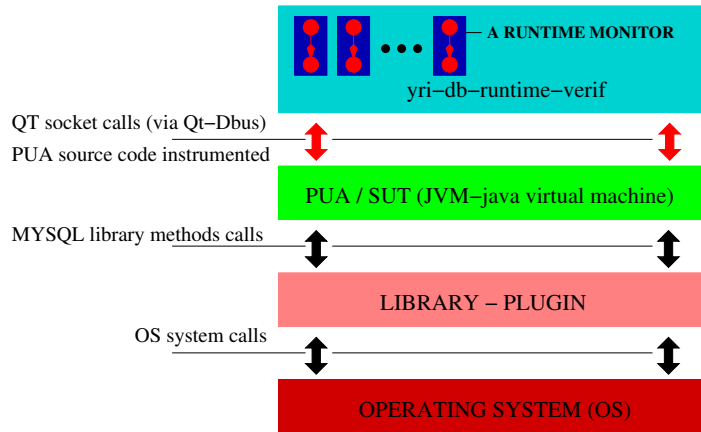 A RUNTIME MONITOR
yri-db-runtime-verif
QT socket calls (via Qt-Dbus)
PUA source code instrumented
PUA / SUT (JVM-java virtual machine)
MYSQL library methods calls
LIBRARY - PLUGIN
OS system calls
OPERATING SYSTEM (OS)